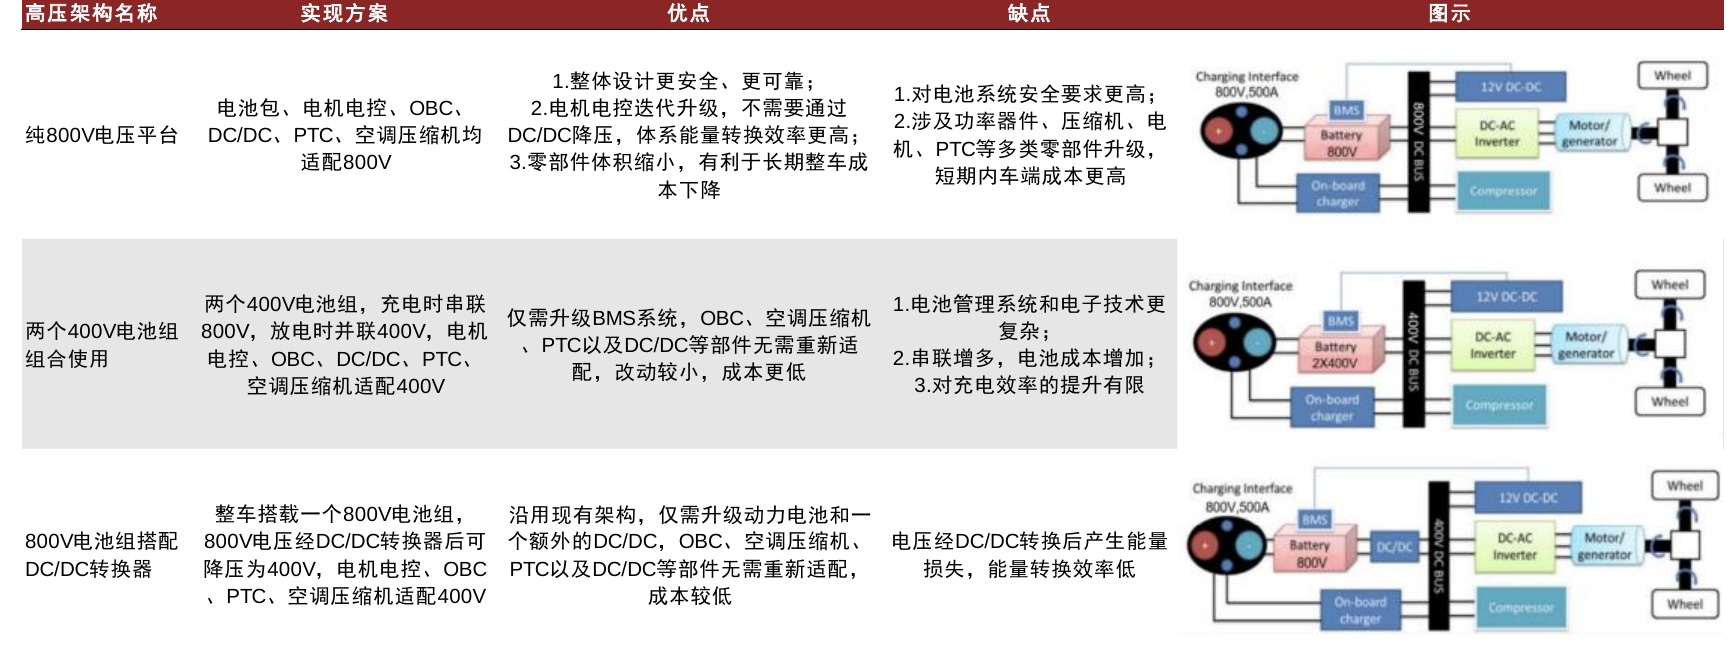 高压架构名称
实现方案
优点
缺点
图示
纯800V电压平台
电池包、电机电控、OBC、
DC/DC、PTC、空调压缩机均
适配800V
1.整体设计更安全、更可靠；
2.电机电控迭代升级，不需要通过
DC/DC降压，体系能量转换效率更高；
3.零部件体积缩小，有利于长期整车成
本下降
1.对电池系统安全要求更高；
2.涉及功率器件、压缩机、电
机、PTC等多类零部件升级，
短期内车端成本更高
Charging Interface
800V,500A
BMS
Battery
800V
On-board
charger
800V DC BUS
12V DC-DC
DC-AC
Inverter
Motor/
generator
Compressor
Wheel
Wheel
两个400V电池组
组合使用
两个400V电池组，充电时串联
800V，放电时并联400V，电机
电控、OBC、DC/DC、PTC、
空调压缩机适配400V
仅需升级BMS系统，OBC、空调压缩机
、PTC以及DC/DC等部件无需重新适
配，改动较小，成本更低
1.电池管理系统和电子技术更
复杂；
2.串联增多，电池成本增加；
3.对充电效率的提升有限
Charging Interface
800V,500A
BMS
Battery
2X400V
On-board
charger
400V DC BUS
12V DC-DC
DC-AC
Inverter
Motor/
generator
Compressor
Wheel
Wheel
800V电池组搭配
DC/DC转换器
整车搭载一个800V电池组，
800V电压经DC/DC转换器后可
降压为400V，电机电控、OBC
、PTC、空调压缩机适配400V
沿用现有架构，仅需升级动力电池和一
个额外的DC/DC，OBC、空调压缩机、
PTC以及DC/DC等部件无需重新适配，
成本较低
电压经DC/DC转换后产生能量
损失，能量转换效率低
Charging Interface
800V,500A
BMS
Battery
800V
DC/DC
On-board
charger
400V DC BUS
12V DC-DC
DC-AC
Inverter
Motor/
generator
Compressor
Wheel
Wheel